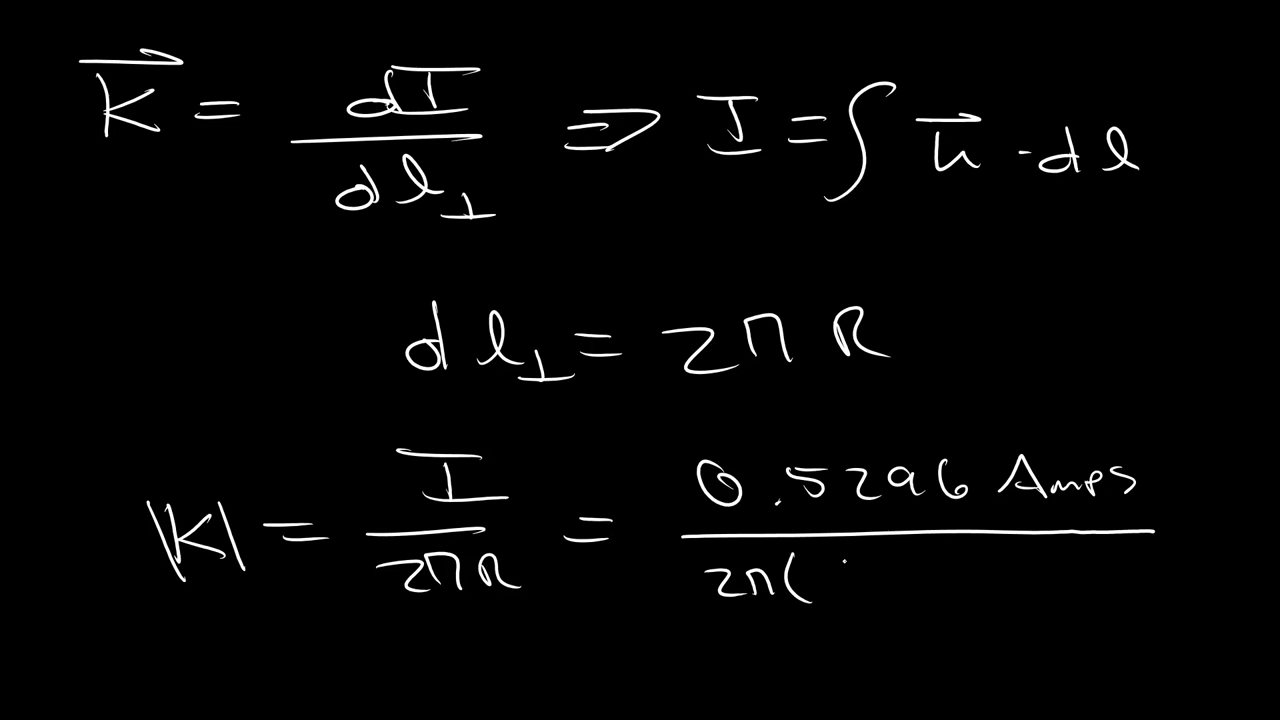 K⃗ = dI / dl⊥ ⇒ I = ∫ K⃗ · dl
dl⊥ = 2π R
|K| = I / 2πR = 0.5296 Amps / 2π( .